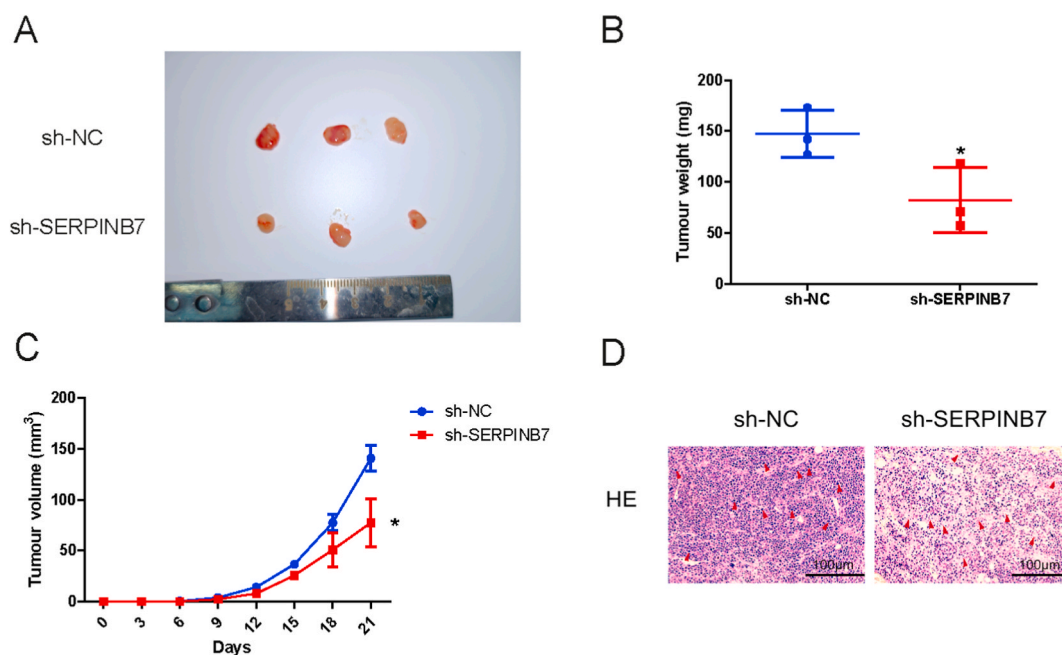 A
sh-NC
sh-SERPINB7
B
Tumour weight (mg)
200
150
100
50
0
*
sh-NC
sh-SERPINB7
C
Tumour volume (mm³)
200
150
100
50
0
sh-NC
sh-SERPINB7
*
0 3 6 9 12 15 18 21
Days
D
sh-NC
sh-SERPINB7
HE
100μm
100μm